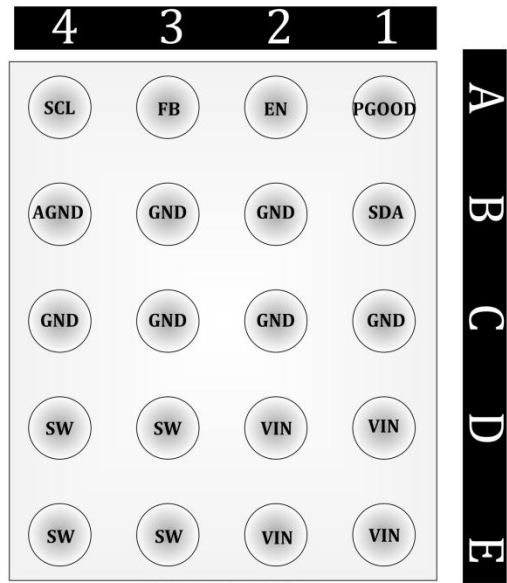 4 3 2 1
SCL FB EN PGOOD A
AGND GND GND SDA B
GND GND GND GND C
SW SW VIN VIN D
SW SW VIN VIN E